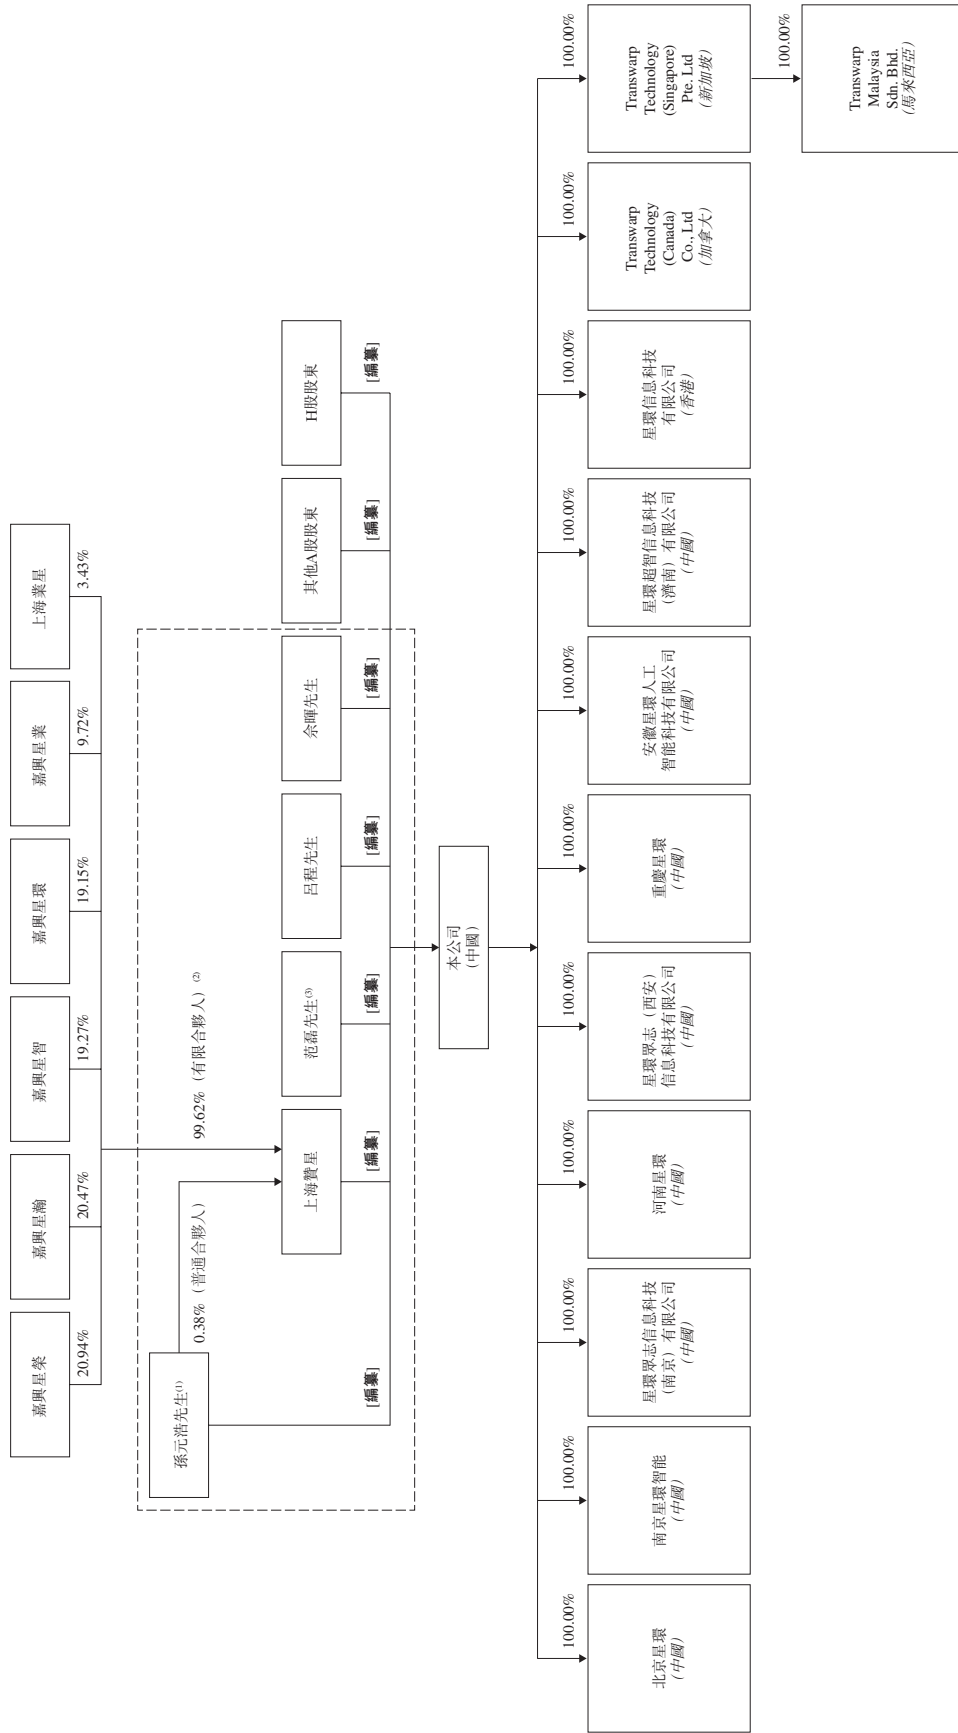 嘉興星榮
嘉興星瀚
嘉興星智
嘉興星環
嘉興星業
上海業星
20.94%
20.47%
19.27%
19.15%
9.72%
3.43%
孫元浩先生(1)
0.38%（普通合夥人）
99.62%（有限合夥人）(2)
上海贊星
范磊先生(3)
呂程先生
佘暉先生
其他A股股東
H股股東
[編纂]
[編纂]
[編纂]
[編纂]
[編纂]
[編纂]
[編纂]
本公司
（中國）
100.00%
100.00%
100.00%
100.00%
100.00%
100.00%
100.00%
100.00%
100.00%
100.00%
100.00%
北京星環
（中國）
南京星環智能
（中國）
星環眾志信息科技
（南京）有限公司
（中國）
河南星環
（中國）
星環眾志（西安）
信息科技有限公司
（中國）
重慶星環
（中國）
安徽星環人工
智能科技有限公司
（中國）
星環超智信息科技
（濟南）有限公司
（中國）
星環信息科技
有限公司
（香港）
Transwarp
Technology
(Canada)
Co., Ltd
（加拿大）
Transwarp
Technology
(Singapore)
Pte. Ltd
（新加坡）
100.00%
Transwarp
Malaysia
Sdn. Bhd.
（馬來西亞）